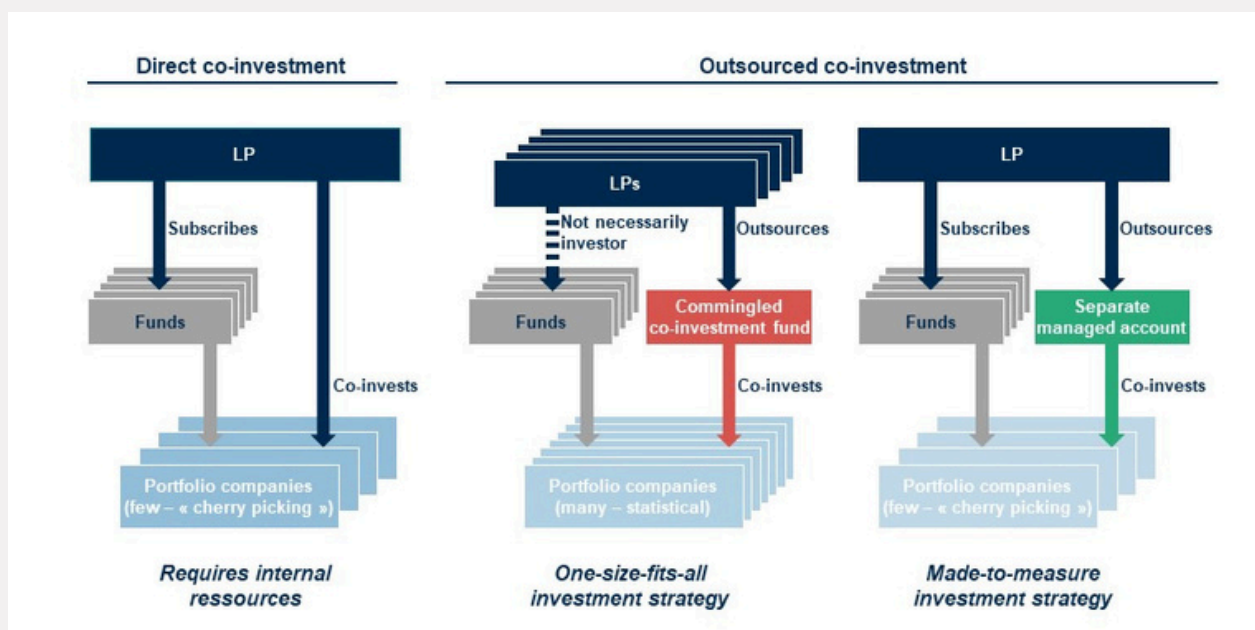 Direct co-investment
Outsourced co-investment
LP
Subscribes
Funds
Co-invests
Portfolio companies
(few – « cherry picking »)
Requires internal
ressources
LPs
Not necessarily
investor
Outsources
Funds
Commingled
co-investment fund
Co-invests
Portfolio companies
(many – statistical)
One-size-fits-all
investment strategy
LP
Subscribes
Outsources
Funds
Separate
managed account
Co-invests
Portfolio companies
(few – « cherry picking »)
Made-to-measure
investment strategy